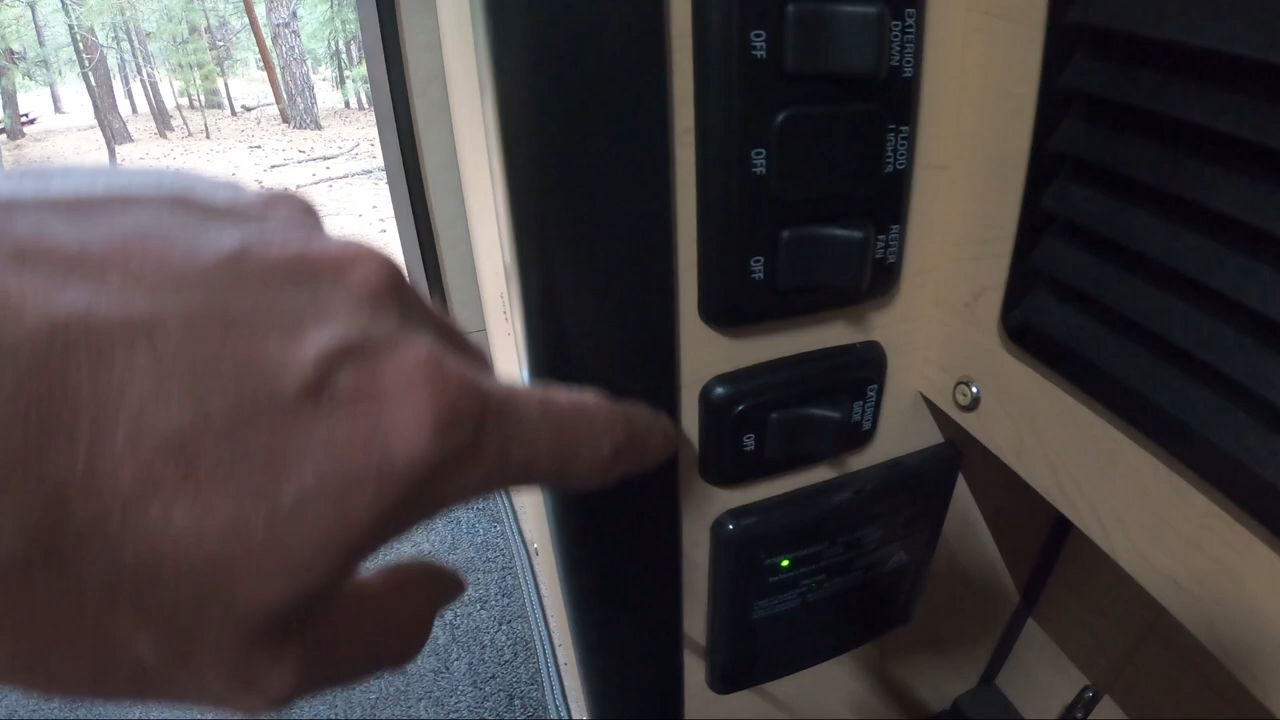 OFF
EXTERIOR
DOWN
OFF
FLOOD
LIGHTS
OFF
REFER
FAN
OFF
EXTERIOR
SIDE